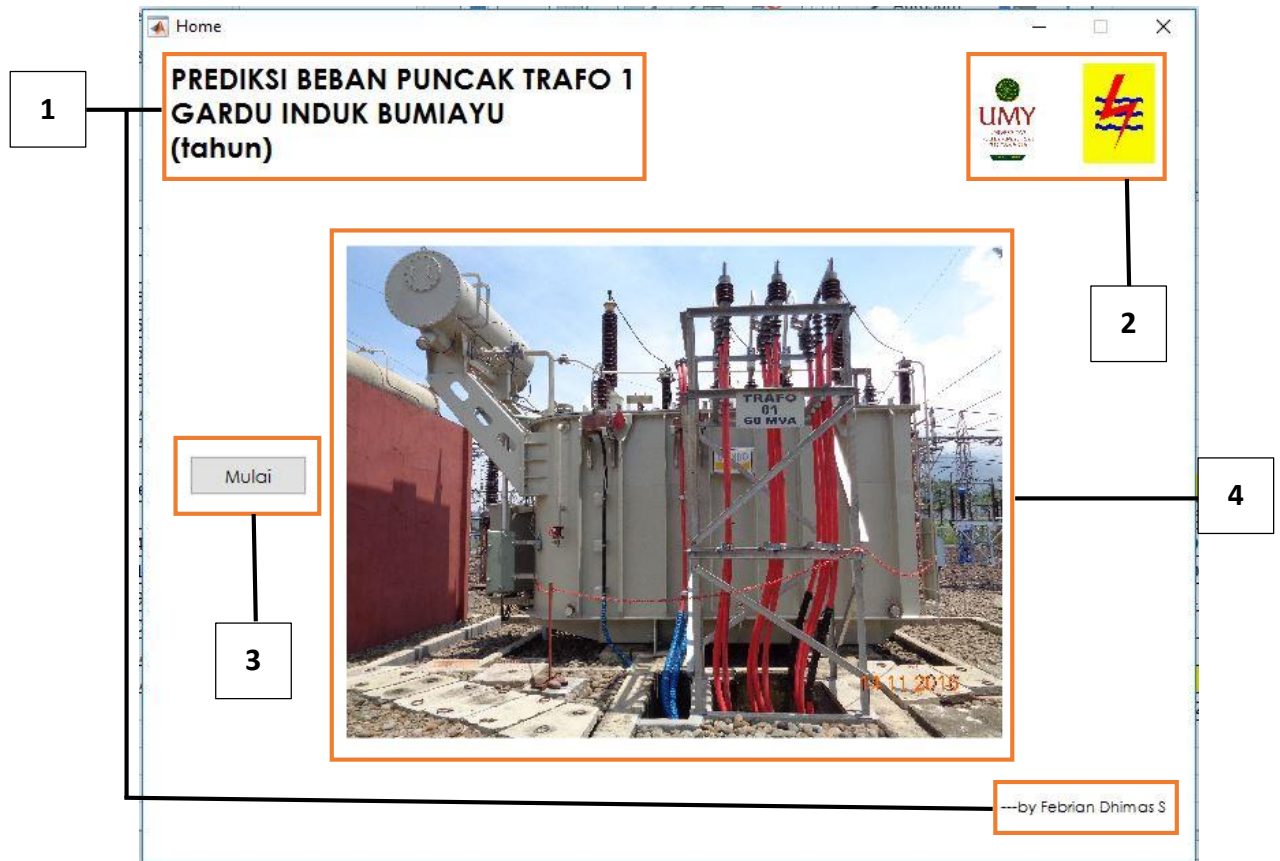 Home
1
PREDIKSI BEBAN PUNCAK TRAFO 1
GARDU INDUK BUMIAYU
(tahun)
UMY
2
TRAFO
01
60 MVA
Mulai
4
3
---by Febrian Dhimas S